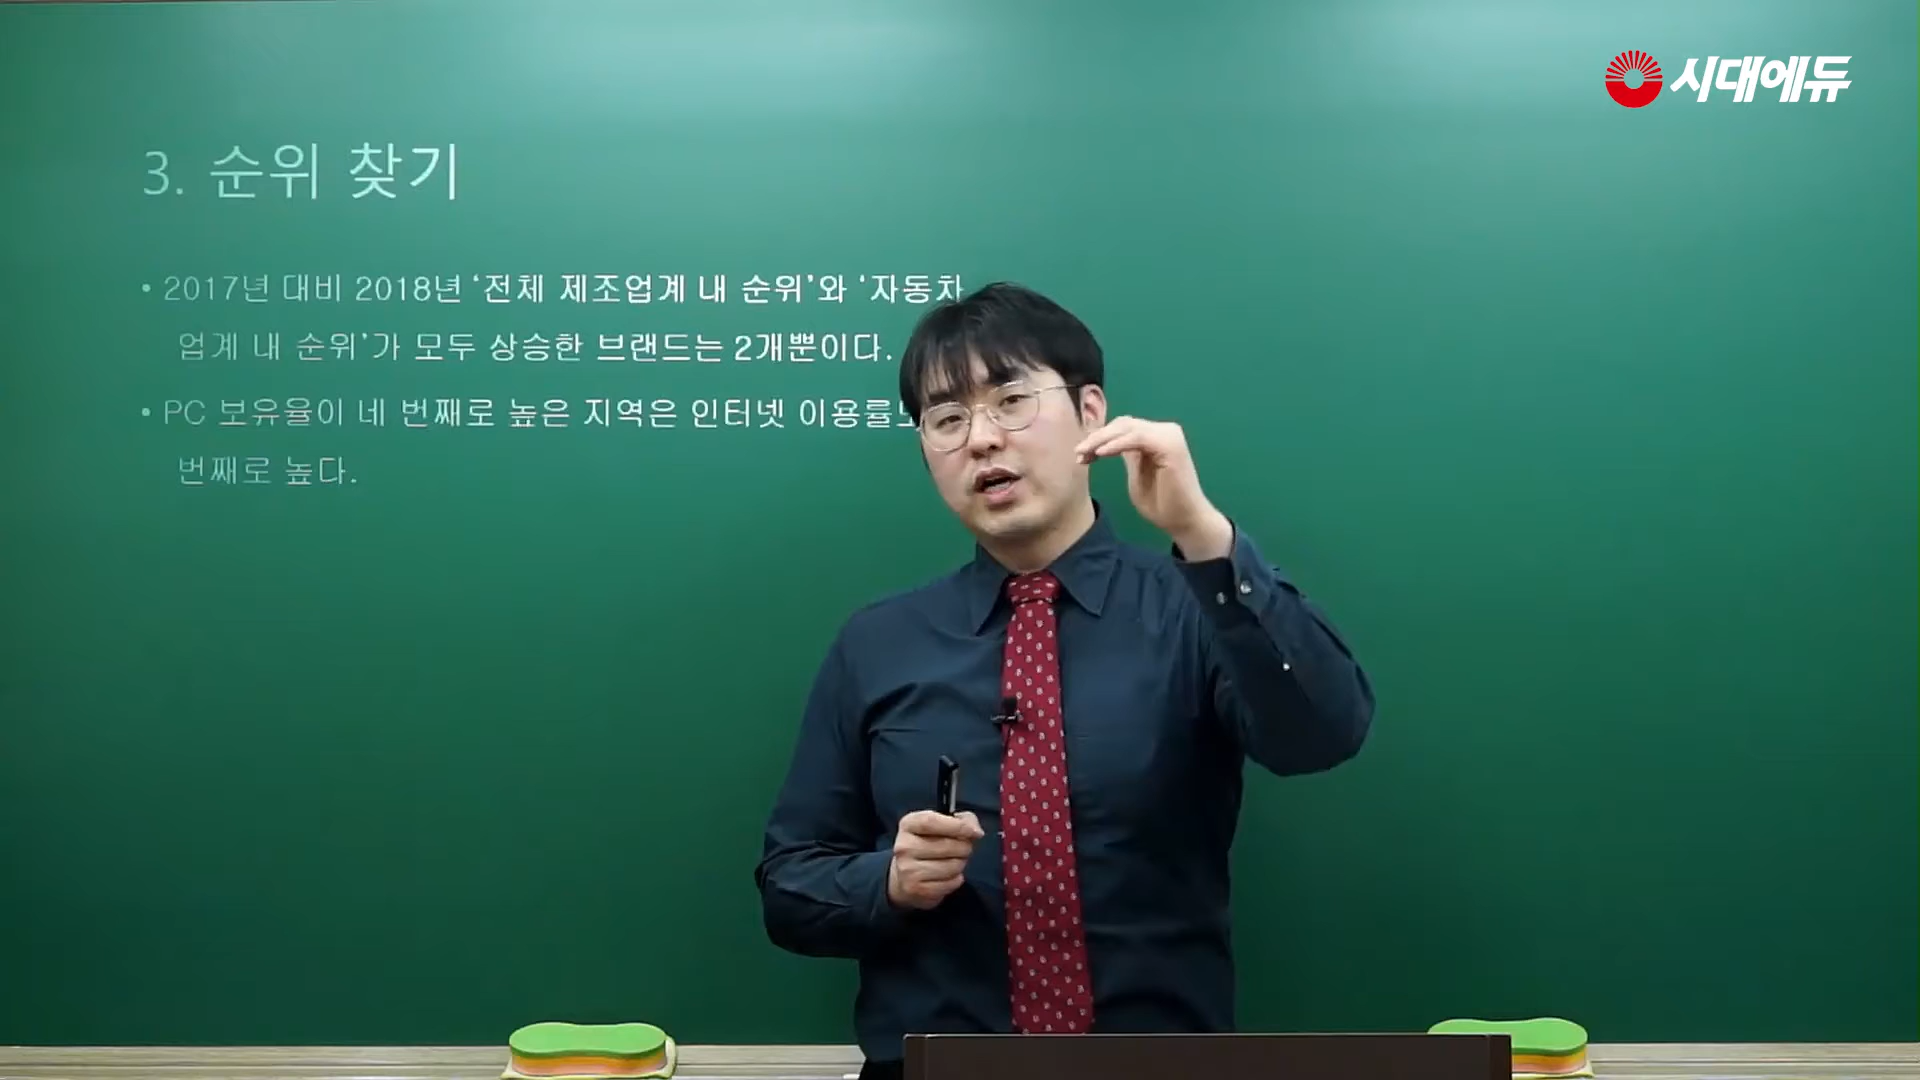 시대에듀
3. 순위 찾기
• 2017년 대비 2018년 ‘전체 제조업계 내 순위’와 ‘자동차
업계 내 순위’가 모두 상승한 브랜드는 2개뿐이다.
• PC 보유율이 네 번째로 높은 지역은 인터넷
번째로 높다.